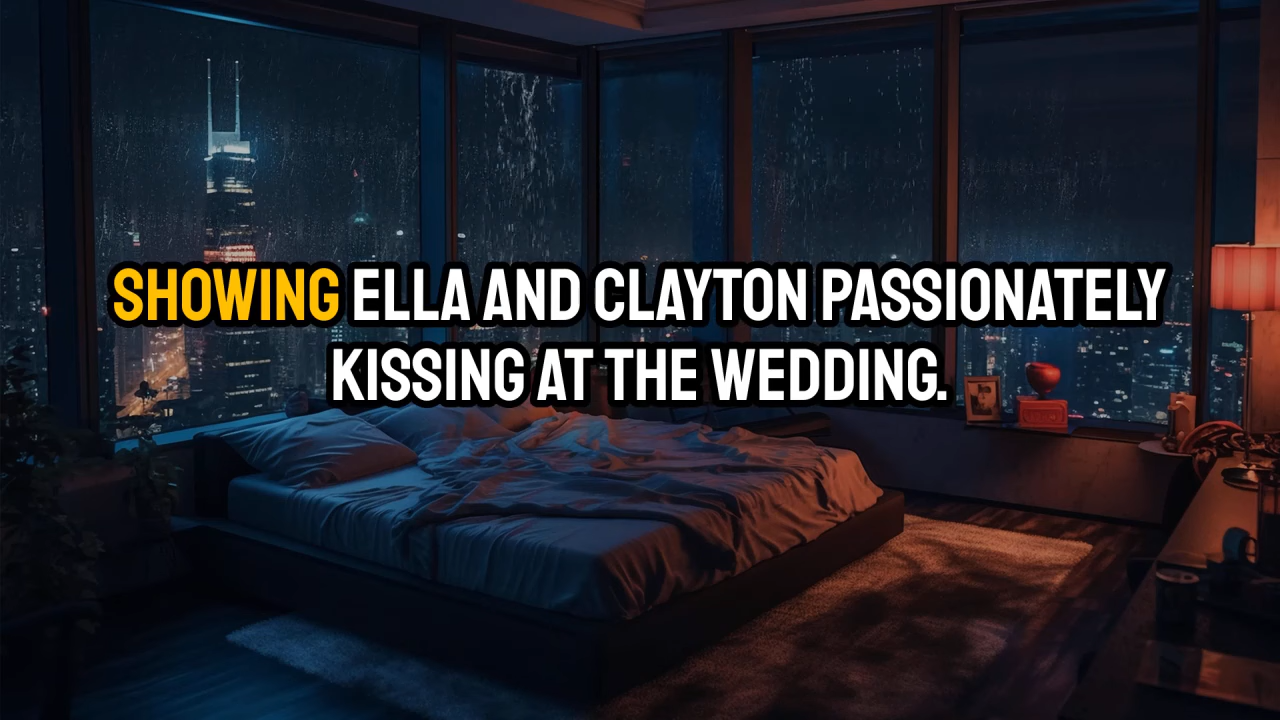 SHOWING ELLA AND CLAYTON PASSIONATELY
KISSING AT THE WEDDING.